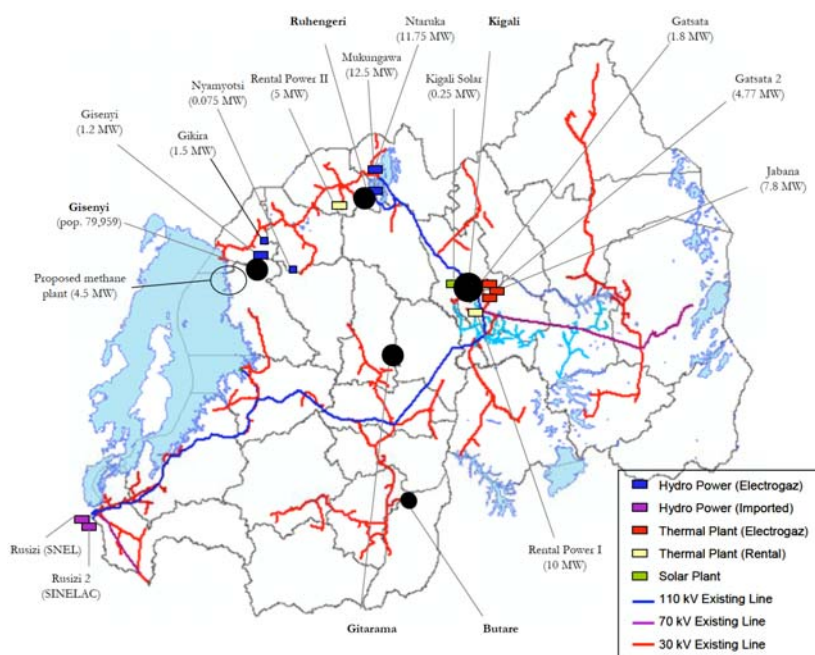 Ruhengeri
Ntaruka
(11.75 MW)
Kigali
Gatsata
(1.8 MW)
Mukungawa
(12.5 MW)
Rental Power II
(5 MW)
Kigali Solar
(0.25 MW)
Gatsata 2
(4.77 MW)
Nyamyotsi
(0.075 MW)
Gisenyi
(1.2 MW)
Gikira
(1.5 MW)
Jabana
(7.8 MW)
Gisenyi
(pop. 79,959)
Proposed methane
plant (4.5 MW)
Rusizi (SNEL)
Rusizi 2
(SINELAC)
Gitarama
Butare
Rental Power I
(10 MW)
Hydro Power (Electrogaz)
Hydro Power (Imported)
Thermal Plant (Electrogaz)
Thermal Plant (Rental)
Solar Plant
110 kV Existing Line
70 kV Existing Line
30 kV Existing Line